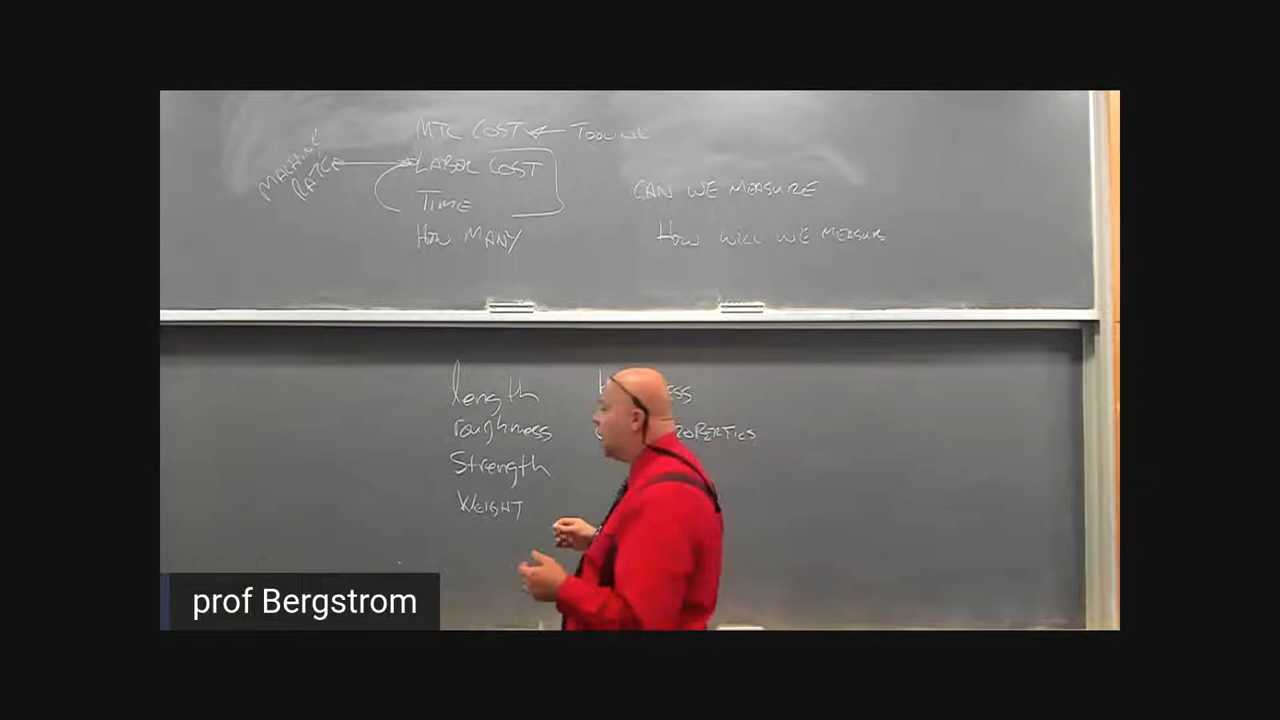 MTL COST ← TOOLING
MACHINE
RATE
LABOR COST
TIME
HOW MANY
CAN WE MEASURE
HOW WILL WE MEASURE
length
roughness
Strength
WEIGHT
prof Bergstrom